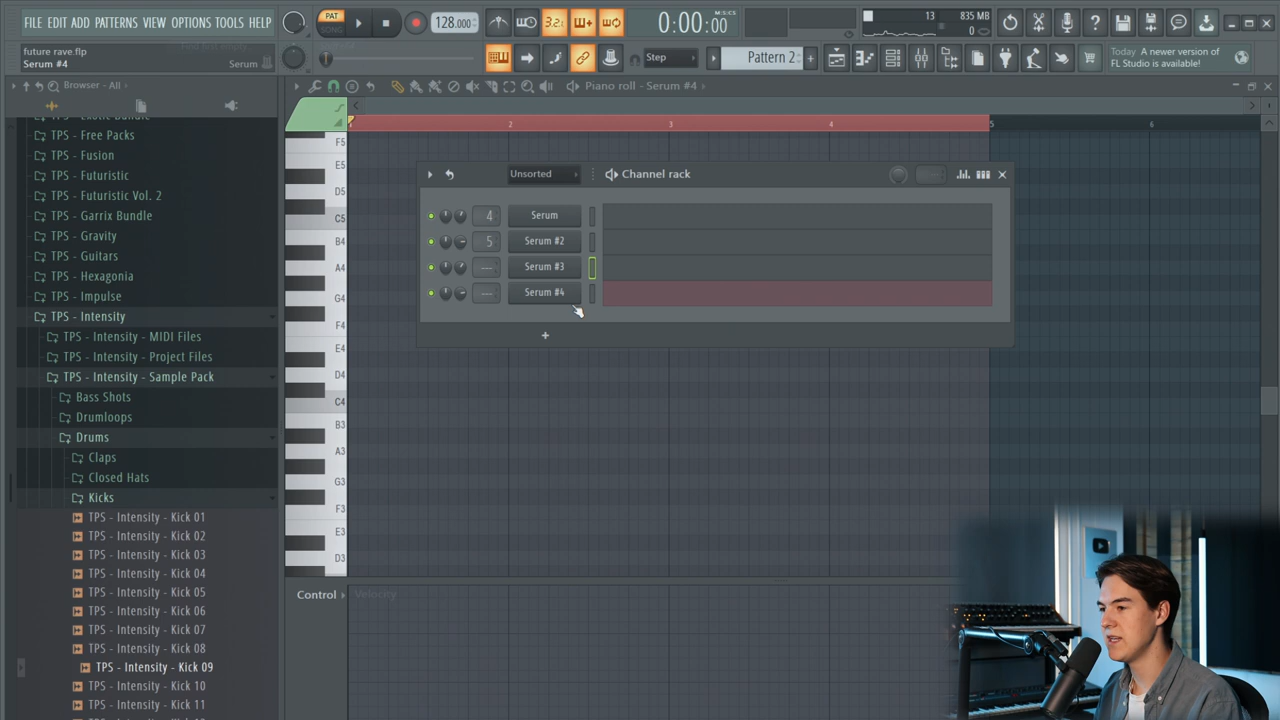 FILE EDIT ADD PATTERNS VIEW OPTIONS TOOLS HELP
PAT
SONG
128.000
3.2:
0:00:00
M:S:CS
13
835 MB
0
future rave.flp
Serum #4
Serum
Step
Pattern 2
Today
A newer version of
FL Studio is available!
Browser - All
Piano roll - Serum #4
TPS - Free Packs
TPS - Fusion
TPS - Futuristic
TPS - Futuristic Vol. 2
TPS - Garrix Bundle
TPS - Gravity
TPS - Guitars
TPS - Hexagonia
TPS - Impulse
TPS - Intensity
TPS - Intensity - MIDI Files
TPS - Intensity - Project Files
TPS - Intensity - Sample Pack
Bass Shots
Drumloops
Drums
Claps
Closed Hats
Kicks
TPS - Intensity - Kick 01
TPS - Intensity - Kick 02
TPS - Intensity - Kick 03
TPS - Intensity - Kick 04
TPS - Intensity - Kick 05
TPS - Intensity - Kick 06
TPS - Intensity - Kick 07
TPS - Intensity - Kick 08
TPS - Intensity - Kick 09
TPS - Intensity - Kick 10
TPS - Intensity - Kick 11
2
3
4
5
6
F5
E5
D5
C5
B4
A4
G4
F4
E4
D4
C4
B3
A3
G3
F3
E3
D3
Unsorted
Channel rack
4
Serum
5
Serum #2
---
Serum #3
---
Serum #4
+
Control
Velocity